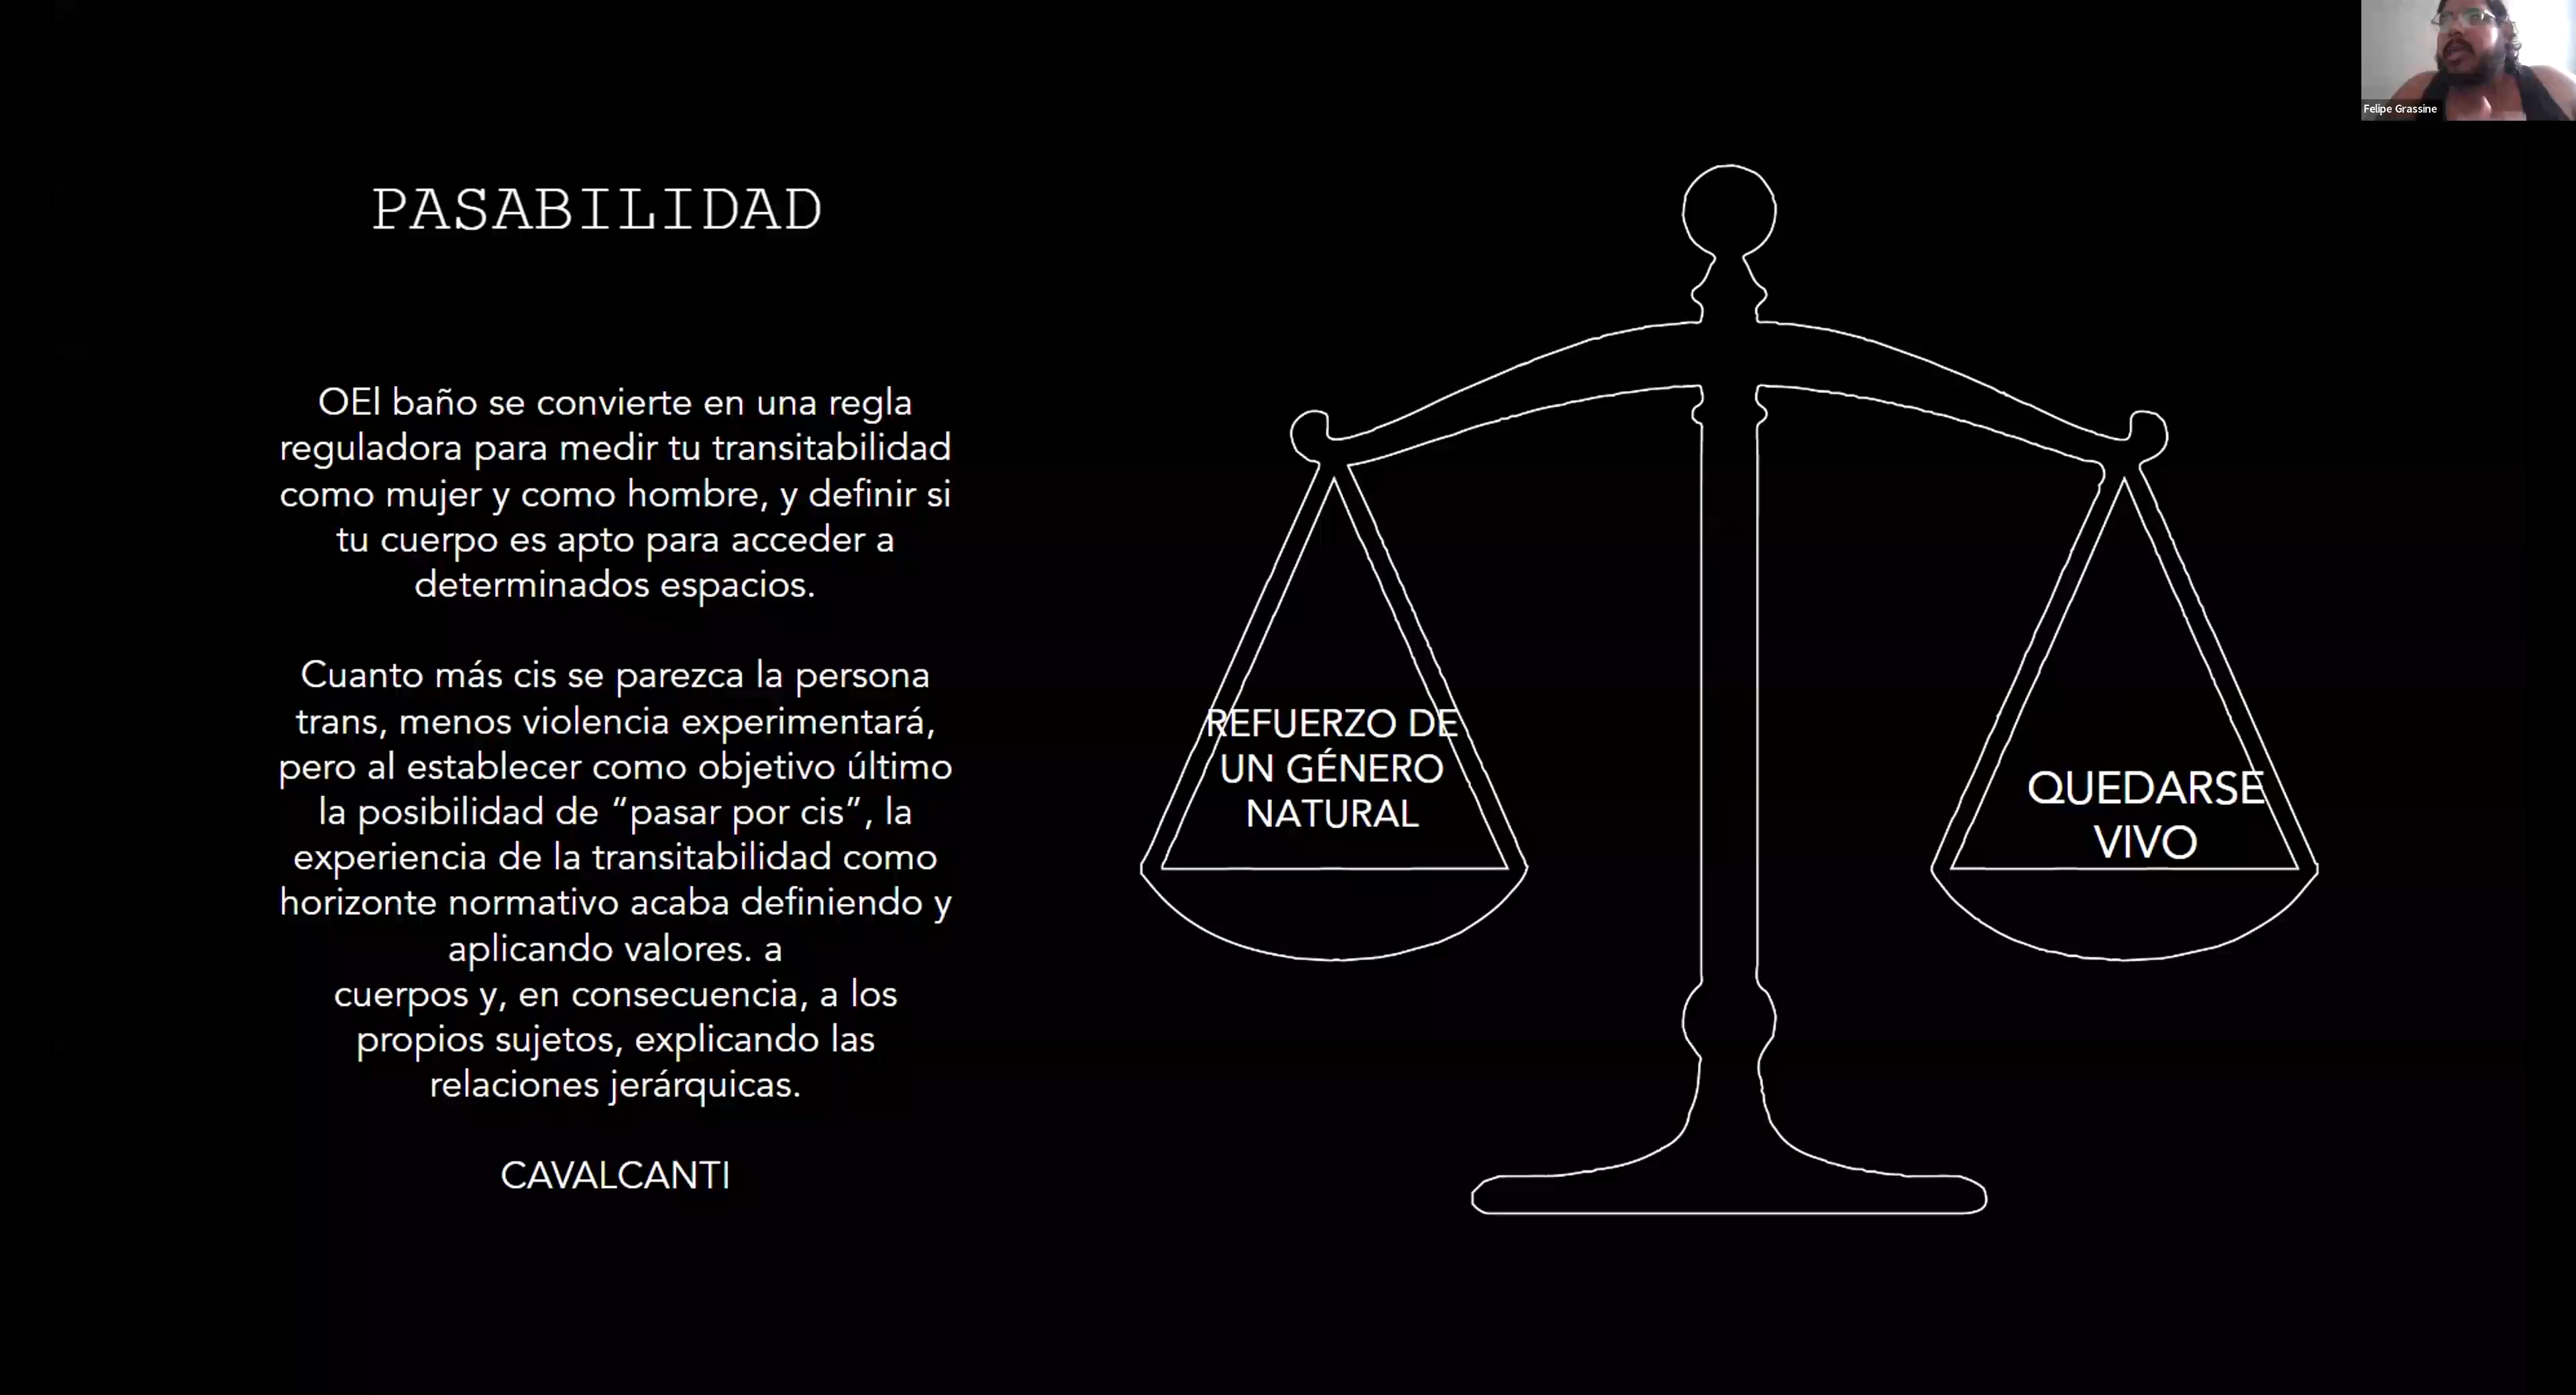 Felipe Grassine
PASABILIDAD
OEl baño se convierte en una regla
reguladora para medir tu transitabilidad
como mujer y como hombre, y definir si
tu cuerpo es apto para acceder a
determinados espacios.
Cuanto más cis se parezca la persona
trans, menos violencia experimentará,
pero al establecer como objetivo último
la posibilidad de “pasar por cis”, la
experiencia de la transitabilidad como
horizonte normativo acaba definiendo y
aplicando valores. a
cuerpos y, en consecuencia, a los
propios sujetos, explicando las
relaciones jerárquicas.
CAVALCANTI
REFUERZO DE
UN GÉNERO
NATURAL
QUEDARSE
VIVO